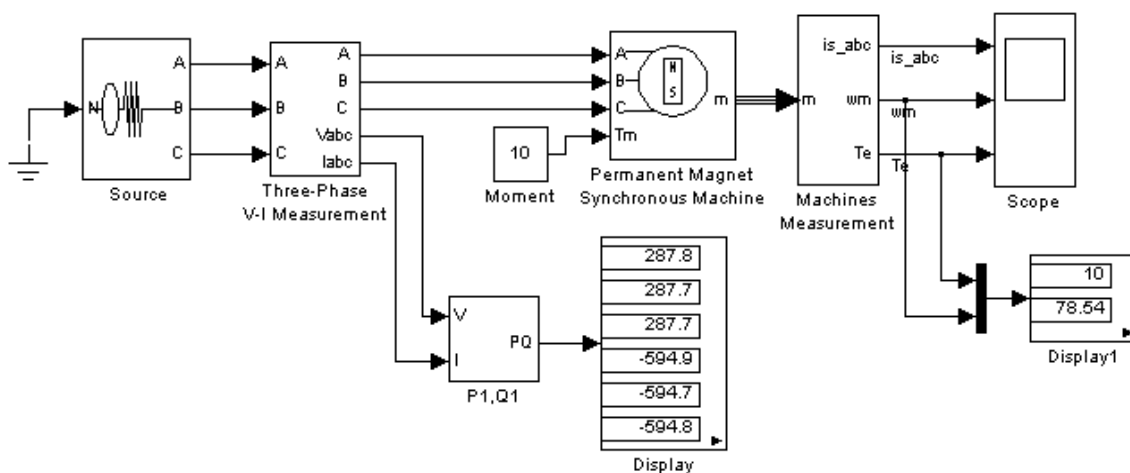 N
A
B
C
Source
A
B
C
A
B
C
Vabc
Iabc
Three-Phase
V-I Measurement
10
Moment
A
B
C
Tm
N
S
m
Permanent Magnet
Synchronous Machine
m
is_abc
wm
Te
Machines
Measurement
is_abc
wm
Te
Scope
V
I
PQ
P1,Q1
287.8
287.7
287.7
-594.9
-594.7
-594.8
Display
10
78.54
Display1